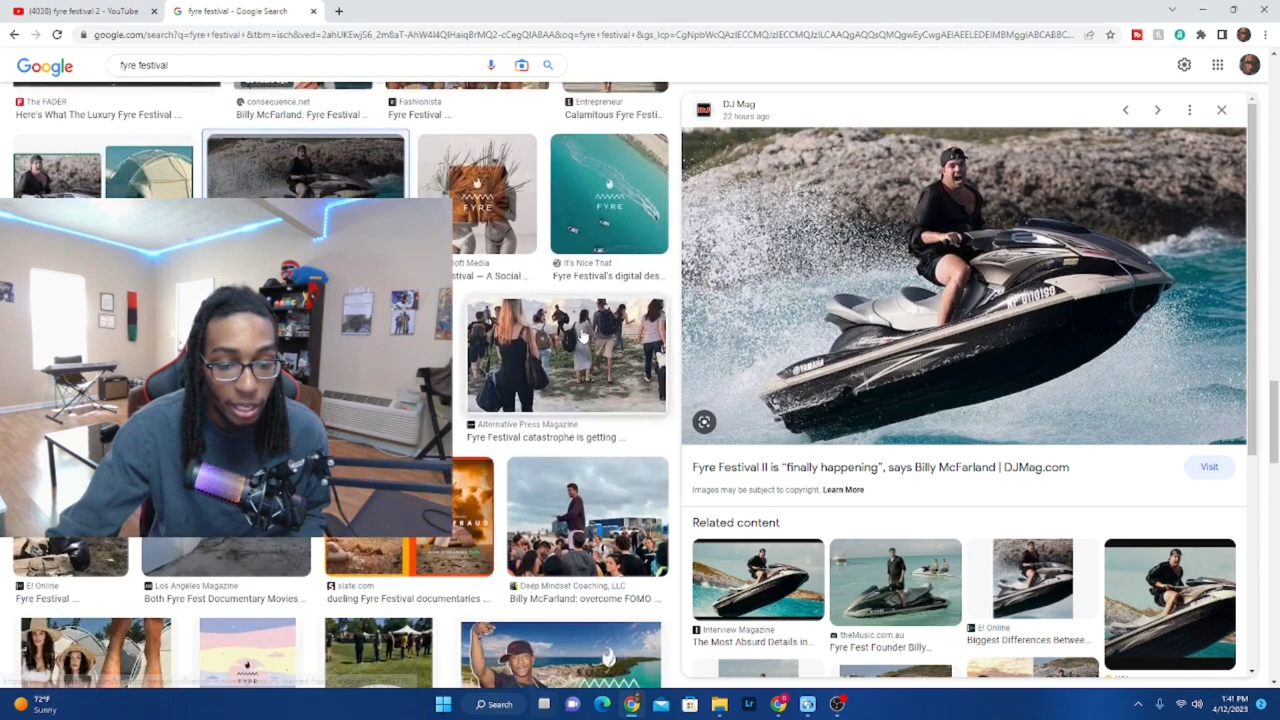 (4038) fyre festival 2 - YouTube
fyre festival - Google Search
Google
fyre festival
The FADER
Here's What The Luxury Fyre Festival ...
consequence.net
Billy McFarland: Fyre Festival ...
Fashionista
Fyre Festival ...
Entrepreneur
Calamitous Fyre Festi...
DJ Mag
22 hours ago
FYRE
FYRE
It's Nice That
Fyre Festival's digital des...
Alternative Press Magazine
Fyre Festival catastrophe is getting ...
YAMAHA
Fyre Festival II is "finally happening", says Billy McFarland | DJMag.com
Visit
Images may be subject to copyright. Learn More
Related content
E! Online
Fyre Festival ...
Los Angeles Magazine
Both Fyre Fest Documentary Movies ..
slate.com
dueling Fyre Festival documentaries ...
Deep Mindset Coaching, LLC
Billy McFarland: overcome FOMO ...
Interview Magazine
The Most Absurd Details in...
theMusic.com.au
Fyre Fest Founder Billy...
E! Online
Biggest Differences Betwee...
72°F
Sunny
Search
1:41 PM
4/12/2023